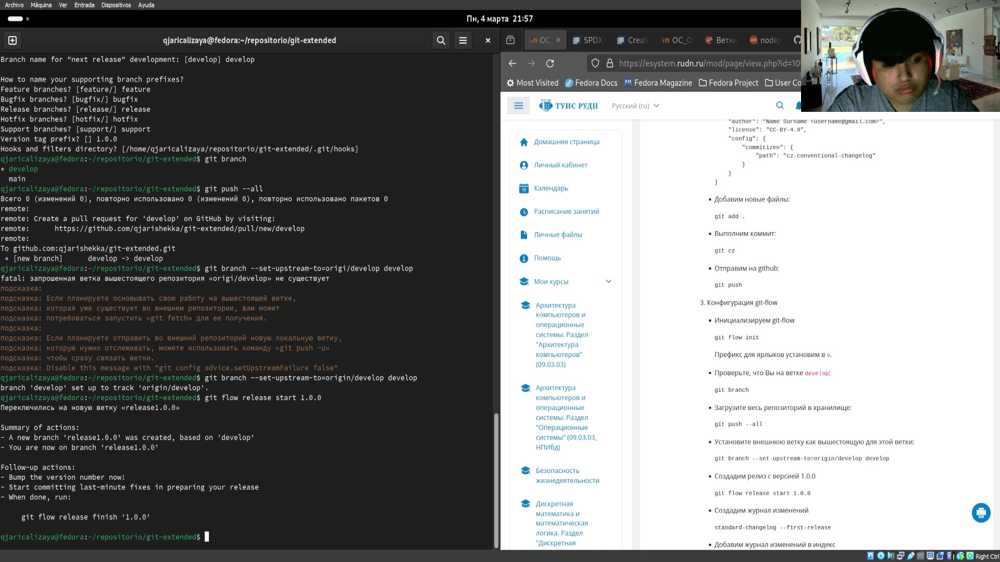 Archivo Máquina Ver Entrada Dispositivos Ayuda
Пн, 4 марта 21:57
qjaricalizaya@fedora:~/repositorio/git-extended
Branch name for "next release" development: [develop] develop
How to name your supporting branch prefixes?
Feature branches? [feature/] feature
Bugfix branches? [bugfix/] bugfix
Release branches? [release/] release
Hotfix branches? [hotfix/] hotfix
Support branches? [support/] support
Version tag prefix? [] 1.0.0
Hooks and filters directory? [/home/qjaricalizaya/repositorio/git-extended/.git/hooks]
qjaricalizaya@fedora:~/repositorio/git-extended$ git branch
* develop
main
qjaricalizaya@fedora:~/repositorio/git-extended$ git push --all
Всего 0 (изменений 0), повторно использовано 0 (изменений 0), повторно использовано пакетов 0
remote:
remote: Create a pull request for 'develop' on GitHub by visiting:
remote: https://github.com/qjarishekka/git-extended/pull/new/develop
remote:
To github.com:qjarishekka/git-extended.git
* [new branch] develop -> develop
qjaricalizaya@fedora:~/repositorio/git-extended$ git branch --set-upstream-to=origi/develop develop
fatal: запрошенная ветка вышестоящего репозитория «origi/develop» не существует
подсказка:
подсказка: Если планируете основывать свою работу на вышестоящей ветке,
подсказка: которая уже существует во внешнем репозитории, вам может
подсказка: потребоваться запустить «git fetch» для ее получения.
подсказка:
подсказка: Если планируете отправить во внешний репозиторий новую локальную ветку,
подсказка: которую нужно отслеживать, можете использовать команду «git push -u»
подсказка: чтобы сразу связать ветки.
подсказка: Disable this message with "git config advice.setUpstreamFailure false"
qjaricalizaya@fedora:~/repositorio/git-extended$ git branch --set-upstream-to=origin/develop develop
branch 'develop' set up to track 'origin/develop'.
qjaricalizaya@fedora:~/repositorio/git-extended$ git flow release start 1.0.0
Переключились на новую ветку «release1.0.0»
Summary of actions:
- A new branch 'release1.0.0' was created, based on 'develop'
- You are now on branch 'release1.0.0'
Follow-up actions:
- Bump the version number now!
- Start committing last-minute fixes in preparing your release
- When done, run:
git flow release finish '1.0.0'
qjaricalizaya@fedora:~/repositorio/git-extended$
OC_ SPDX Creati OC_0 Ветки nodejs
https://esystem.rudn.ru/mod/page/view.php?id=10
Most Visited Fedora Docs Fedora Magazine Fedora Project User Co
ТУИС РУДН Русский (ru)
Домашняя страница
Личный кабинет
Календарь
Расписание занятий
Личные файлы
Помощь
Мои курсы
Архитектура
компьютеров и
операционные
системы. Раздел
"Архитектура
компьютеров"
(09.03.03)
Архитектура
компьютеров и
операционные
системы. Раздел
"Операционные
системы" (09.03.03,
НПИбд)
Безопасность
жизнедеятельности
Дискретная
математика и
математическая
логика. Раздел
"Дискретная
"author": "Name Surname <username@gmail.com>",
"license": "CC-BY-4.0",
"config": {
"commitizen": {
"path": "cz-conventional-changelog"
}
}
}
▪ Добавим новые файлы:
git add .
▪ Выполним коммит:
git cz
▪ Отправим на github:
git push
3. Конфигурация git-flow
▪ Инициализируем git-flow
git flow init
Префикс для ярлыков установим в v.
▪ Проверьте, что Вы на ветке develop:
git branch
▪ Загрузите весь репозиторий в хранилище:
git push --all
▪ Установите внешнюю ветку как вышестоящую для этой ветки:
git branch --set-upstream-to=origin/develop develop
▪ Создадим релиз с версией 1.0.0
git flow release start 1.0.0
▪ Создадим журнал изменений
standard-changelog --first-release
▪ Добавим журнал изменений в индекс
Right Ctrl